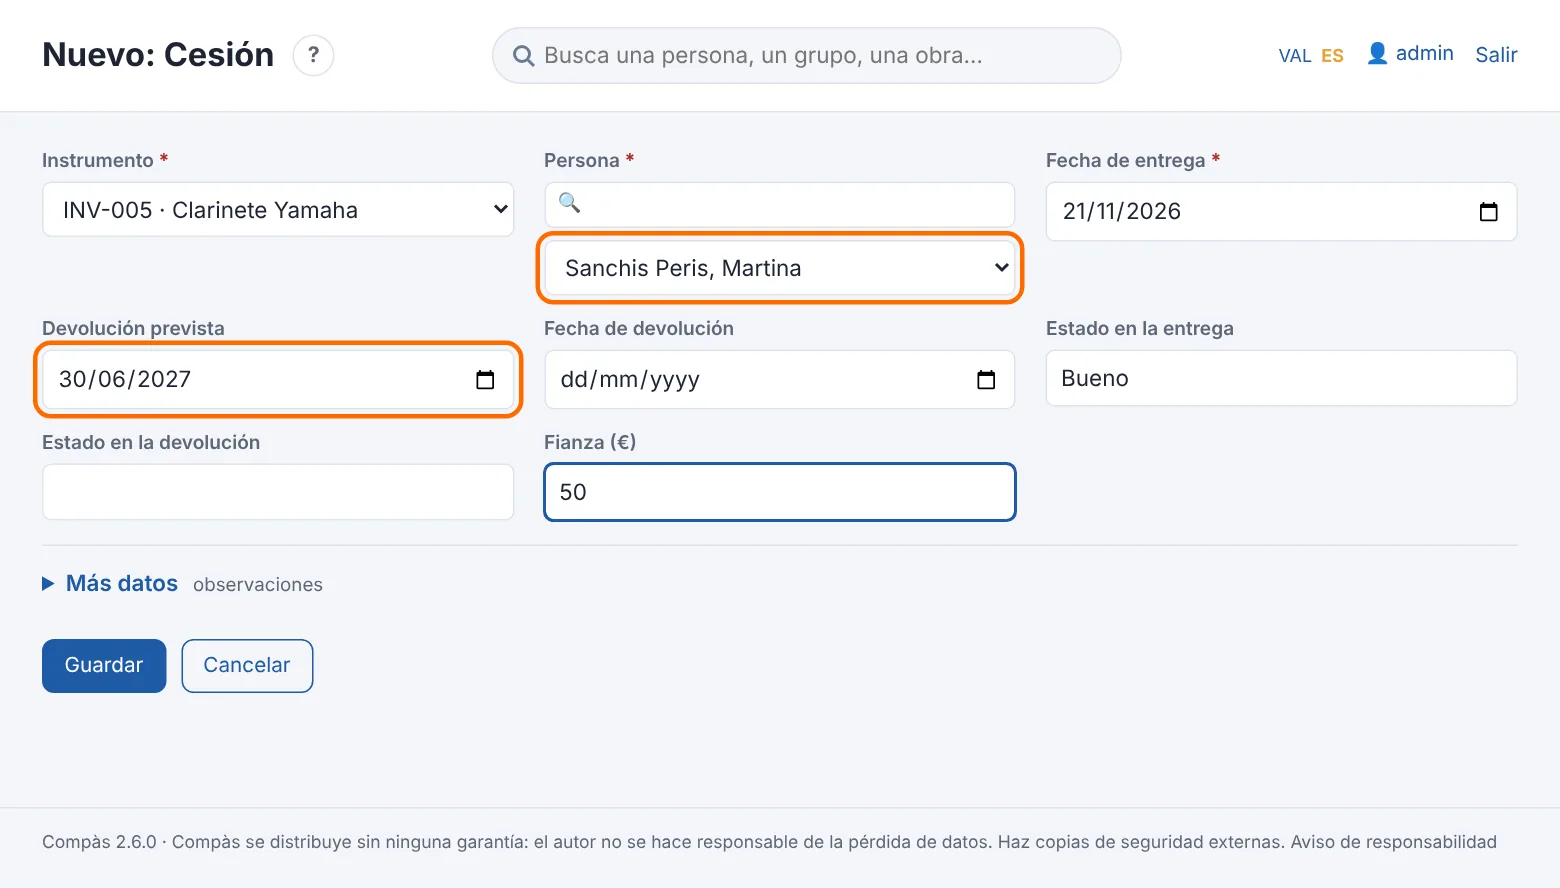 Nuevo: Cesión ? Busca una persona, un grupo, una obra... VAL ES admin Salir
Instrumento * Persona * Fecha de entrega *
INV-005 · Clarinete Yamaha 21/11/2026
Sanchis Peris, Martina
Devolución prevista Fecha de devolución Estado en la entrega
30/06/2027 dd/mm/yyyy Bueno
Estado en la devolución Fianza (€)
50
Más datos observaciones
Guardar Cancelar
Compàs 2.6.0 · Compàs se distribuye sin ninguna garantía: el autor no se hace responsable de la pérdida de datos. Haz copias de seguridad externas. Aviso de responsabilidad